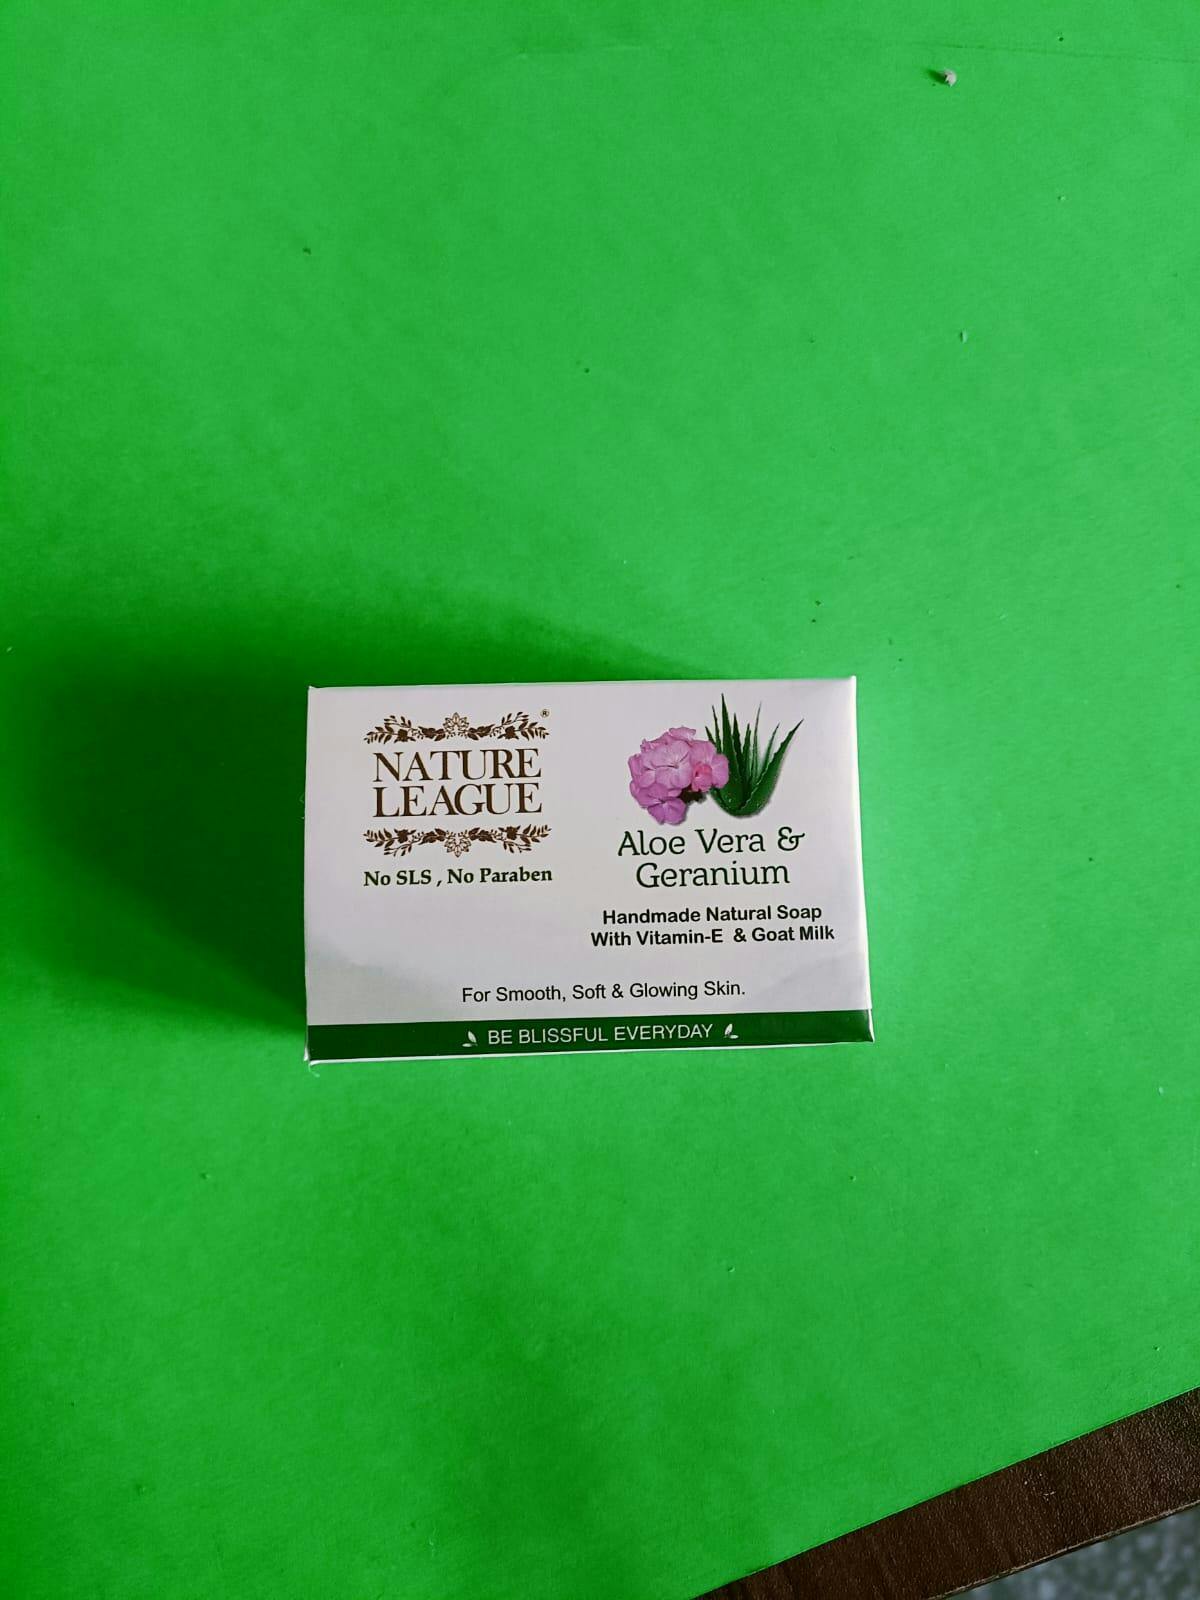 NATURE
LEAGUE®
No SLS , No Paraben
Aloe Vera &
Geranium
Handmade Natural Soap
With Vitamin-E & Goat Milk
For Smooth, Soft & Glowing Skin.
BE BLISSFUL EVERYDAY